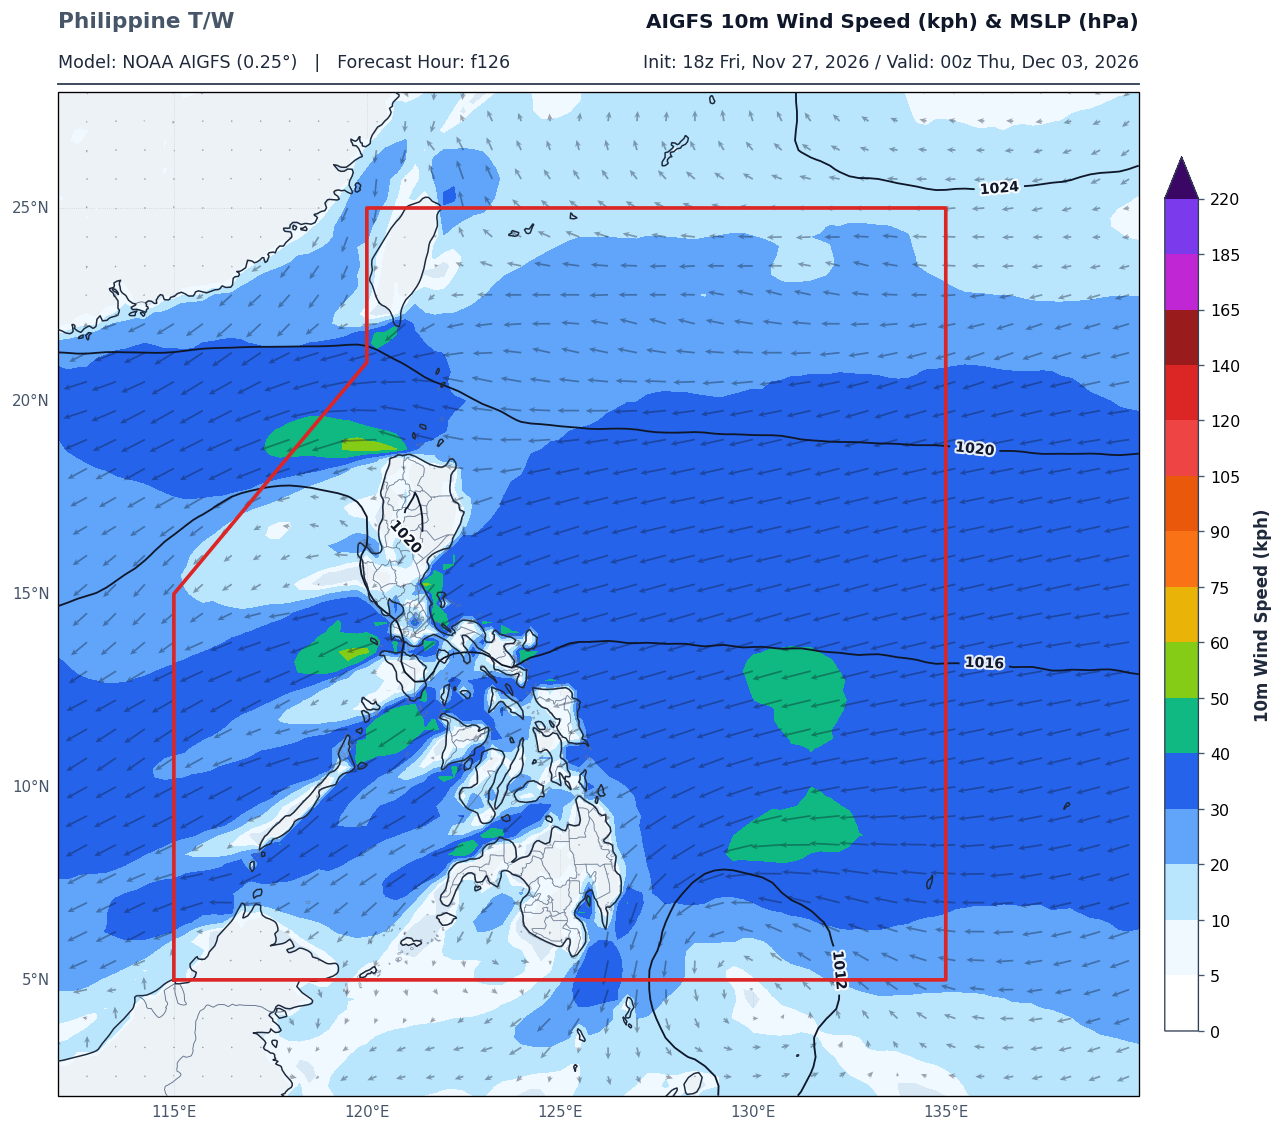 Philippine T/W
AIGFS 10m Wind Speed (kph) & MSLP (hPa)
Model: NOAA AIGFS (0.25°) | Forecast Hour: f126
Init: 18z Fri, Nov 27, 2026 / Valid: 00z Thu, Dec 03, 2026
25°N
20°N
15°N
10°N
5°N
115°E
120°E
125°E
130°E
135°E
1024
1020
1020
1016
1012
220
185
165
140
120
105
90
75
60
50
40
30
20
10
5
0
10m Wind Speed (kph)